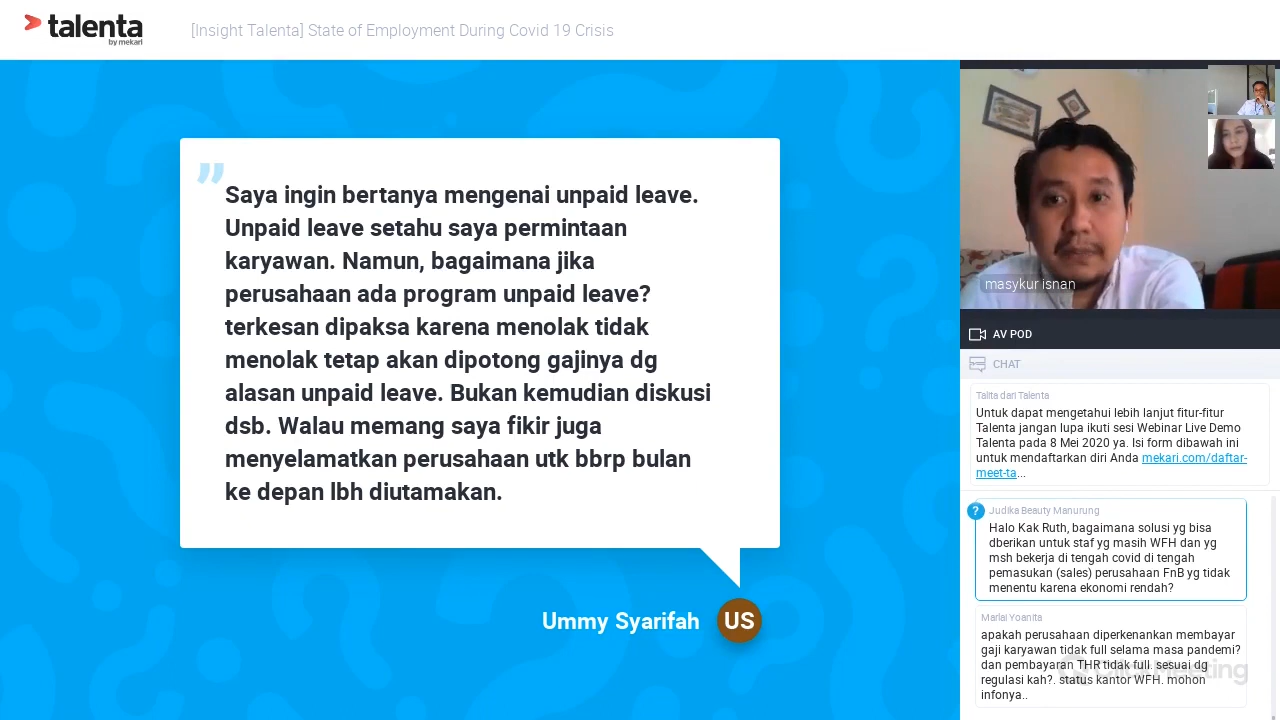 talenta
by mekari
[Insight Talenta] State of Employment During Covid 19 Crisis
”
Saya ingin bertanya mengenai unpaid leave.
Unpaid leave setahu saya permintaan
karyawan. Namun, bagaimana jika
perusahaan ada program unpaid leave?
terkesan dipaksa karena menolak tidak
menolak tetap akan dipotong gajinya dg
alasan unpaid leave. Bukan kemudian diskusi
dsb. Walau memang saya fikir juga
menyelamatkan perusahaan utk bbrp bulan
ke depan lbh diutamakan.
Ummy Syarifah
US
masykur isnan
AV POD
CHAT
Talita dari Talenta
Untuk dapat mengetahui lebih lanjut fitur-fitur
Talenta jangan lupa ikuti sesi Webinar Live Demo
Talenta pada 8 Mei 2020 ya. Isi form dibawah ini
untuk mendaftarkan diri Anda mekari.com/daftar-
meet-ta...
?
Judika Beauty Manurung
Halo Kak Ruth, bagaimana solusi yg bisa
dberikan untuk staf yg masih WFH dan yg
msh bekerja di tengah covid di tengah
pemasukan (sales) perusahaan FnB yg tidak
menentu karena ekonomi rendah?
Marlai Yoanita
apakah perusahaan diperkenankan membayar
gaji karyawan tidak full selama masa pandemi?
dan pembayaran THR tidak full. sesuai dg
regulasi kah?. status kantor WFH. mohon
infonya..